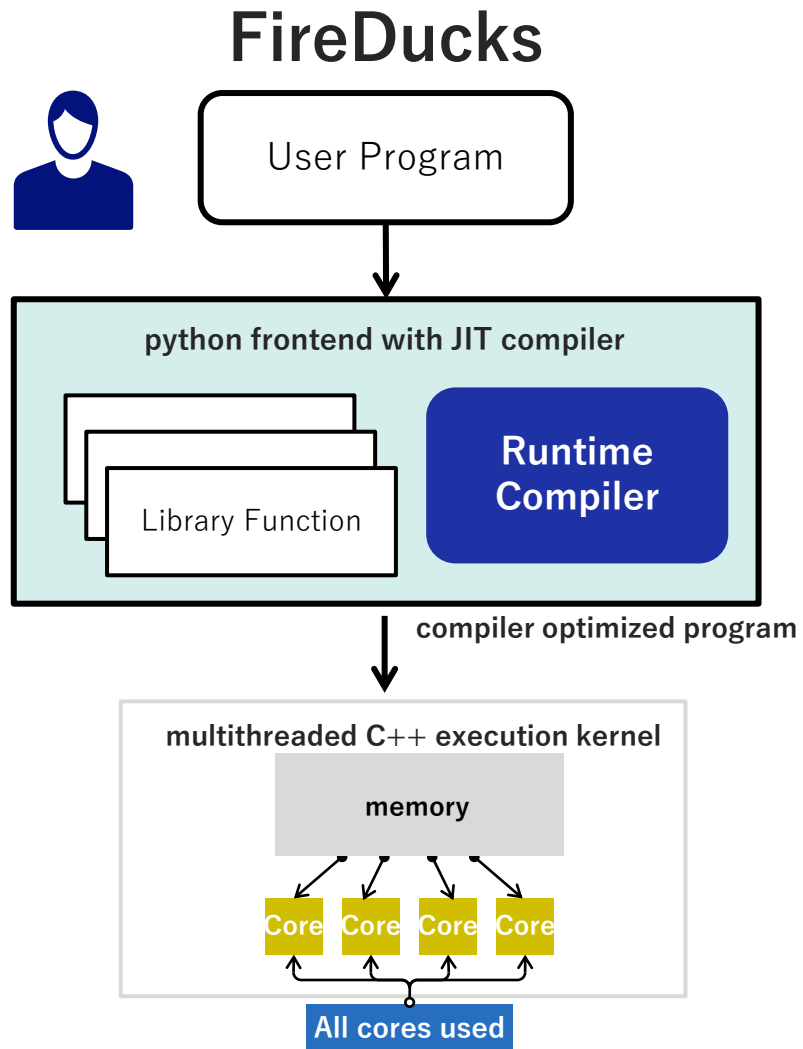 FireDucks
User Program
python frontend with JIT compiler
Runtime
Compiler
Library Function
compiler optimized program
multithreaded C++ execution kernel
memory
Core Core Core Core
All cores used